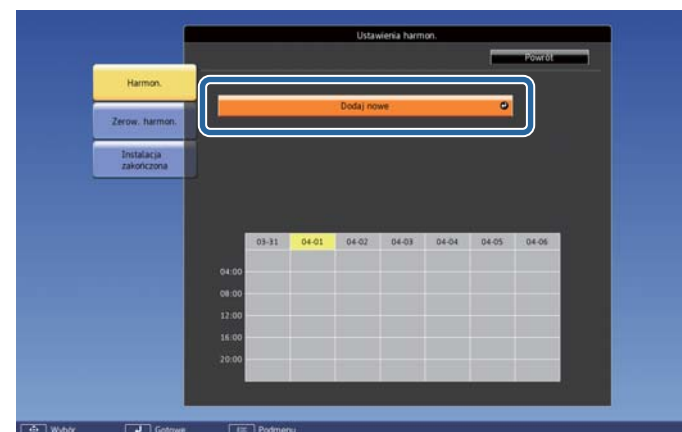 Ustawienia harmon.
Powrót
Harmon.
Dodaj nowe
Zerow. harmon.
Instalacja
zakończona
03-31 04-01 04-02 04-03 04-04 04-05 04-06
04:00
08:00
12:00
16:00
20:00
Wybór Gotowe Podmenu